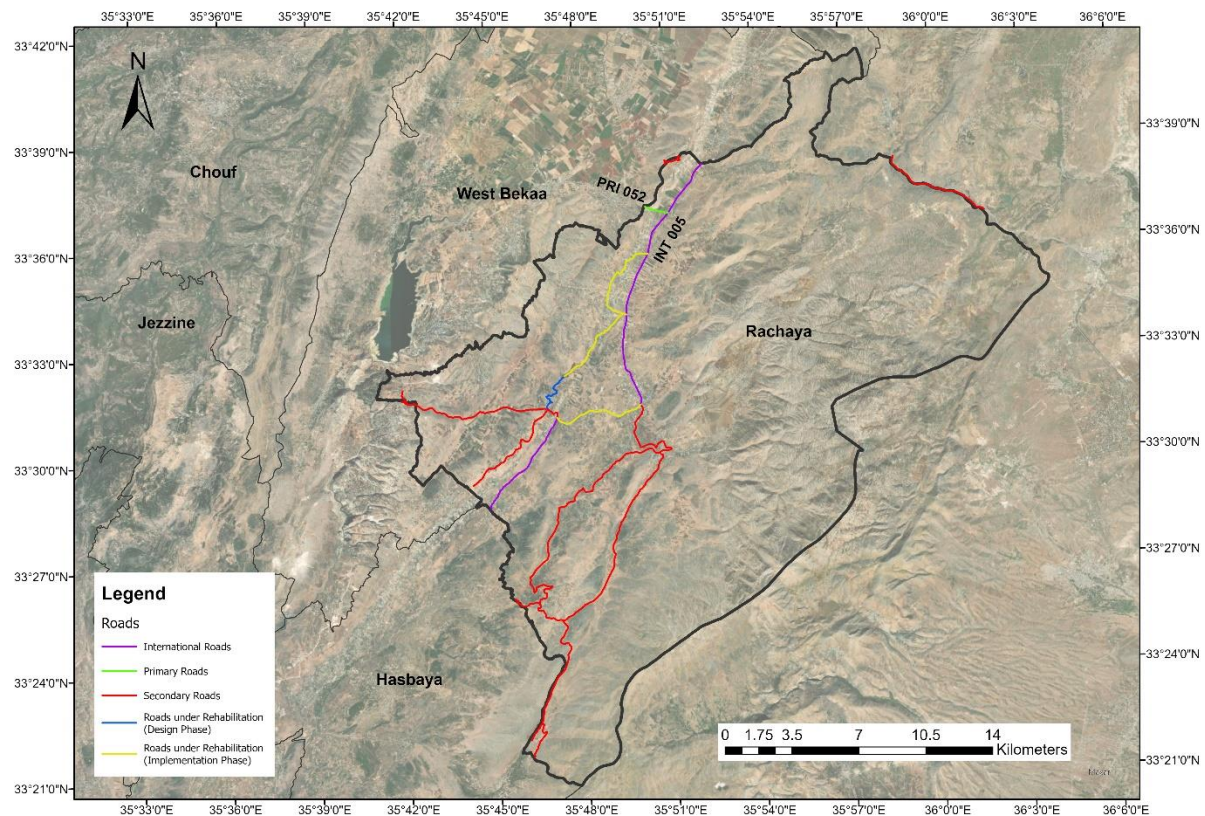 35°33'0"E 35°36'0"E 35°39'0"E 35°42'0"E 35°45'0"E 35°48'0"E 35°51'0"E 35°54'0"E 35°57'0"E 36°0'0"E 36°3'0"E 36°6'0"E
33°42'0"N
N
33°39'0"N
33°39'0"N
Chouf
West Bekaa
PRI 052
33°36'0"N
INT 005
33°36'0"N
Jezzine
Rachaya
33°33'0"N
33°33'0"N
33°30'0"N
33°30'0"N
33°27'0"N
33°27'0"N
Legend
Roads
International Roads
Primary Roads
Secondary Roads
Roads under Rehabilitation
(Design Phase)
Roads under Rehabilitation
(Implementation Phase)
Hasbaya
33°24'0"N
33°24'0"N
0 1.75 3.5 7 10.5 14
Kilometers
33°21'0"N
33°21'0"N
35°33'0"E 35°36'0"E 35°39'0"E 35°42'0"E 35°45'0"E 35°48'0"E 35°51'0"E 35°54'0"E 35°57'0"E 36°0'0"E 36°3'0"E 36°6'0"E